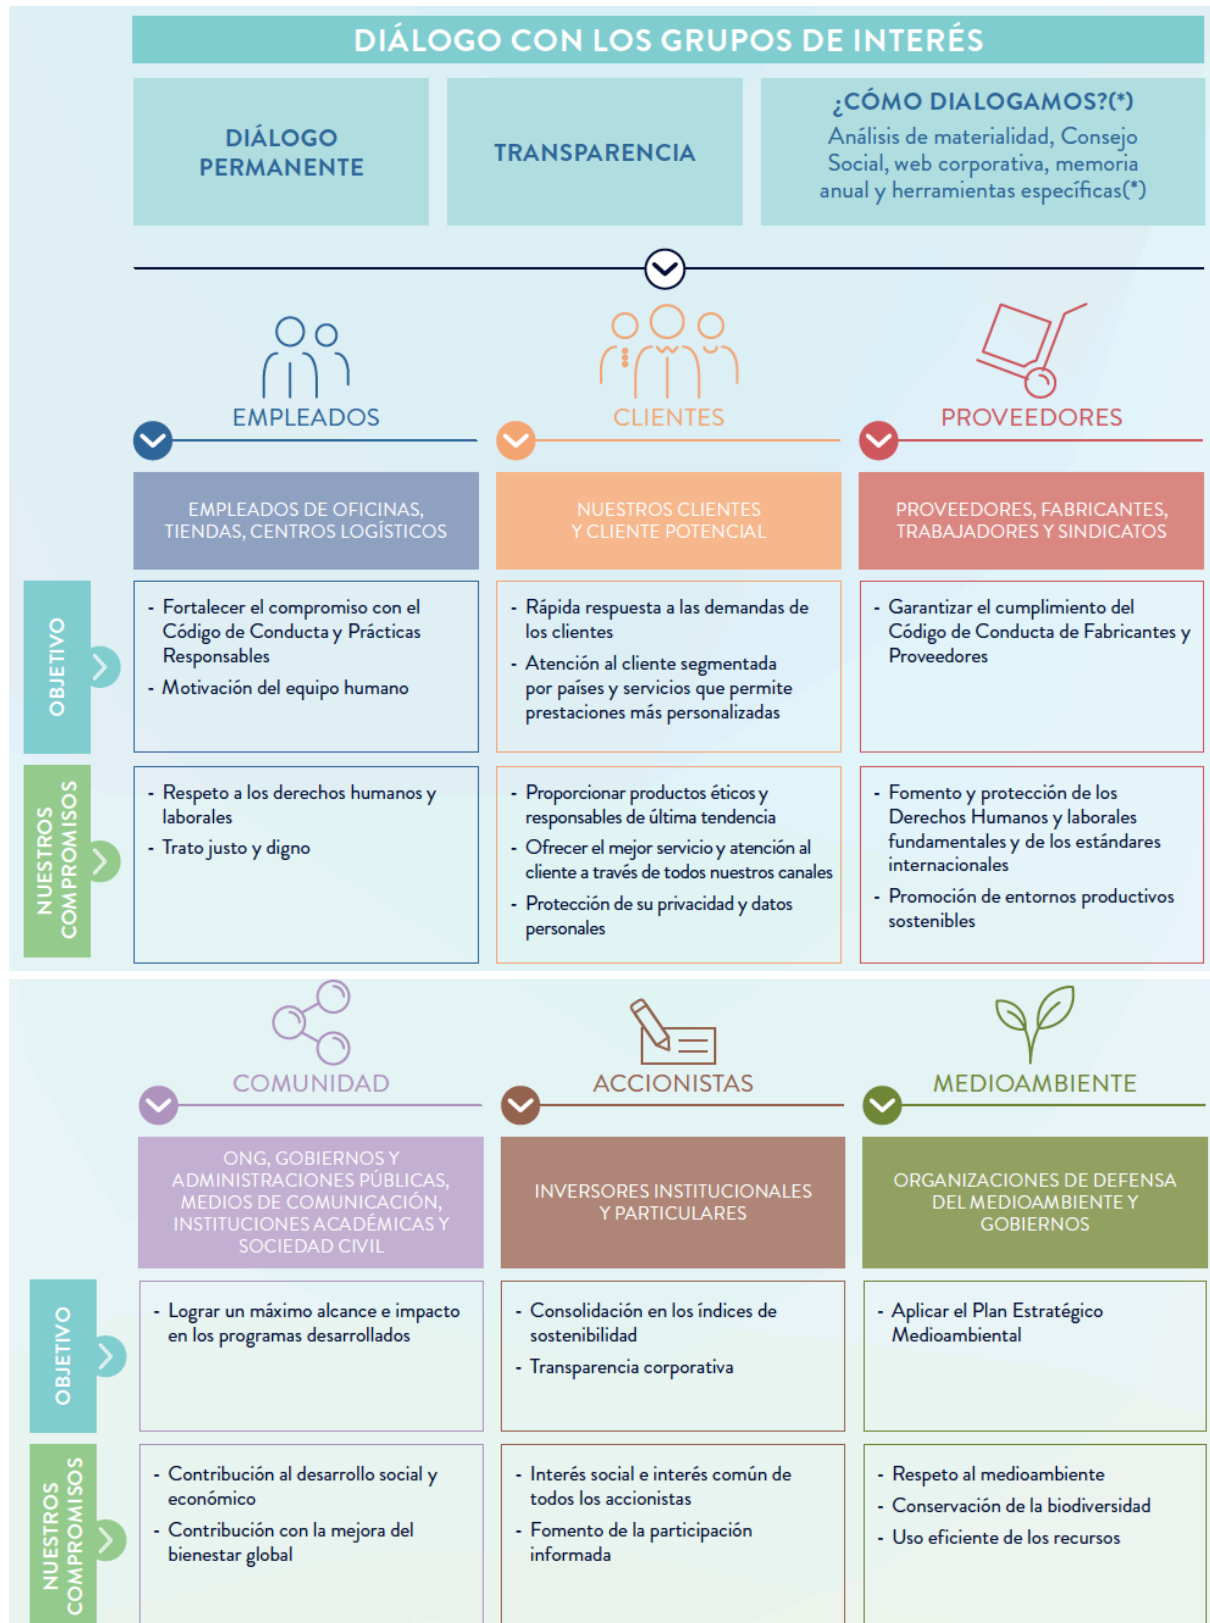 DIÁLOGO CON LOS GRUPOS DE INTERÉS
DIÁLOGO
PERMANENTE
TRANSPARENCIA
¿CÓMO DIALOGAMOS?(*)
Análisis de materialidad, Consejo
Social, web corporativa, memoria
anual y herramientas específicas(*)
EMPLEADOS
CLIENTES
PROVEEDORES
EMPLEADOS DE OFICINAS,
TIENDAS, CENTROS LOGÍSTICOS
NUESTROS CLIENTES
Y CLIENTE POTENCIAL
PROVEEDORES, FABRICANTES,
TRABAJADORES Y SINDICATOS
OBJETIVO
- Fortalecer el compromiso con el
Código de Conducta y Prácticas
Responsables
- Motivación del equipo humano
- Rápida respuesta a las demandas de
los clientes
- Atención al cliente segmentada
por países y servicios que permite
prestaciones más personalizadas
- Garantizar el cumplimiento del
Código de Conducta de Fabricantes y
Proveedores
NUESTROS
COMPROMISOS
- Respeto a los derechos humanos y
laborales
- Trato justo y digno
- Proporcionar productos éticos y
responsables de última tendencia
- Ofrecer el mejor servicio y atención al
cliente a través de todos nuestros canales
- Protección de su privacidad y datos
personales
- Fomento y protección de los
Derechos Humanos y laborales
fundamentales y de los estándares
internacionales
- Promoción de entornos productivos
sostenibles
COMUNIDAD
ACCIONISTAS
MEDIOAMBIENTE
ONG, GOBIERNOS Y
ADMINISTRACIONES PÚBLICAS,
MEDIOS DE COMUNICACIÓN,
INSTITUCIONES ACADÉMICAS Y
SOCIEDAD CIVIL
INVERSORES INSTITUCIONALES
Y PARTICULARES
ORGANIZACIONES DE DEFENSA
DEL MEDIOAMBIENTE Y
GOBIERNOS
OBJETIVO
- Lograr un máximo alcance e impacto
en los programas desarrollados
- Consolidación en los índices de
sostenibilidad
- Transparencia corporativa
- Aplicar el Plan Estratégico
Medioambiental
NUESTROS
COMPROMISOS
- Contribución al desarrollo social y
económico
- Contribución con la mejora del
bienestar global
- Interés social e interés común de
todos los accionistas
- Fomento de la participación
informada
- Respeto al medioambiente
- Conservación de la biodiversidad
- Uso eficiente de los recursos